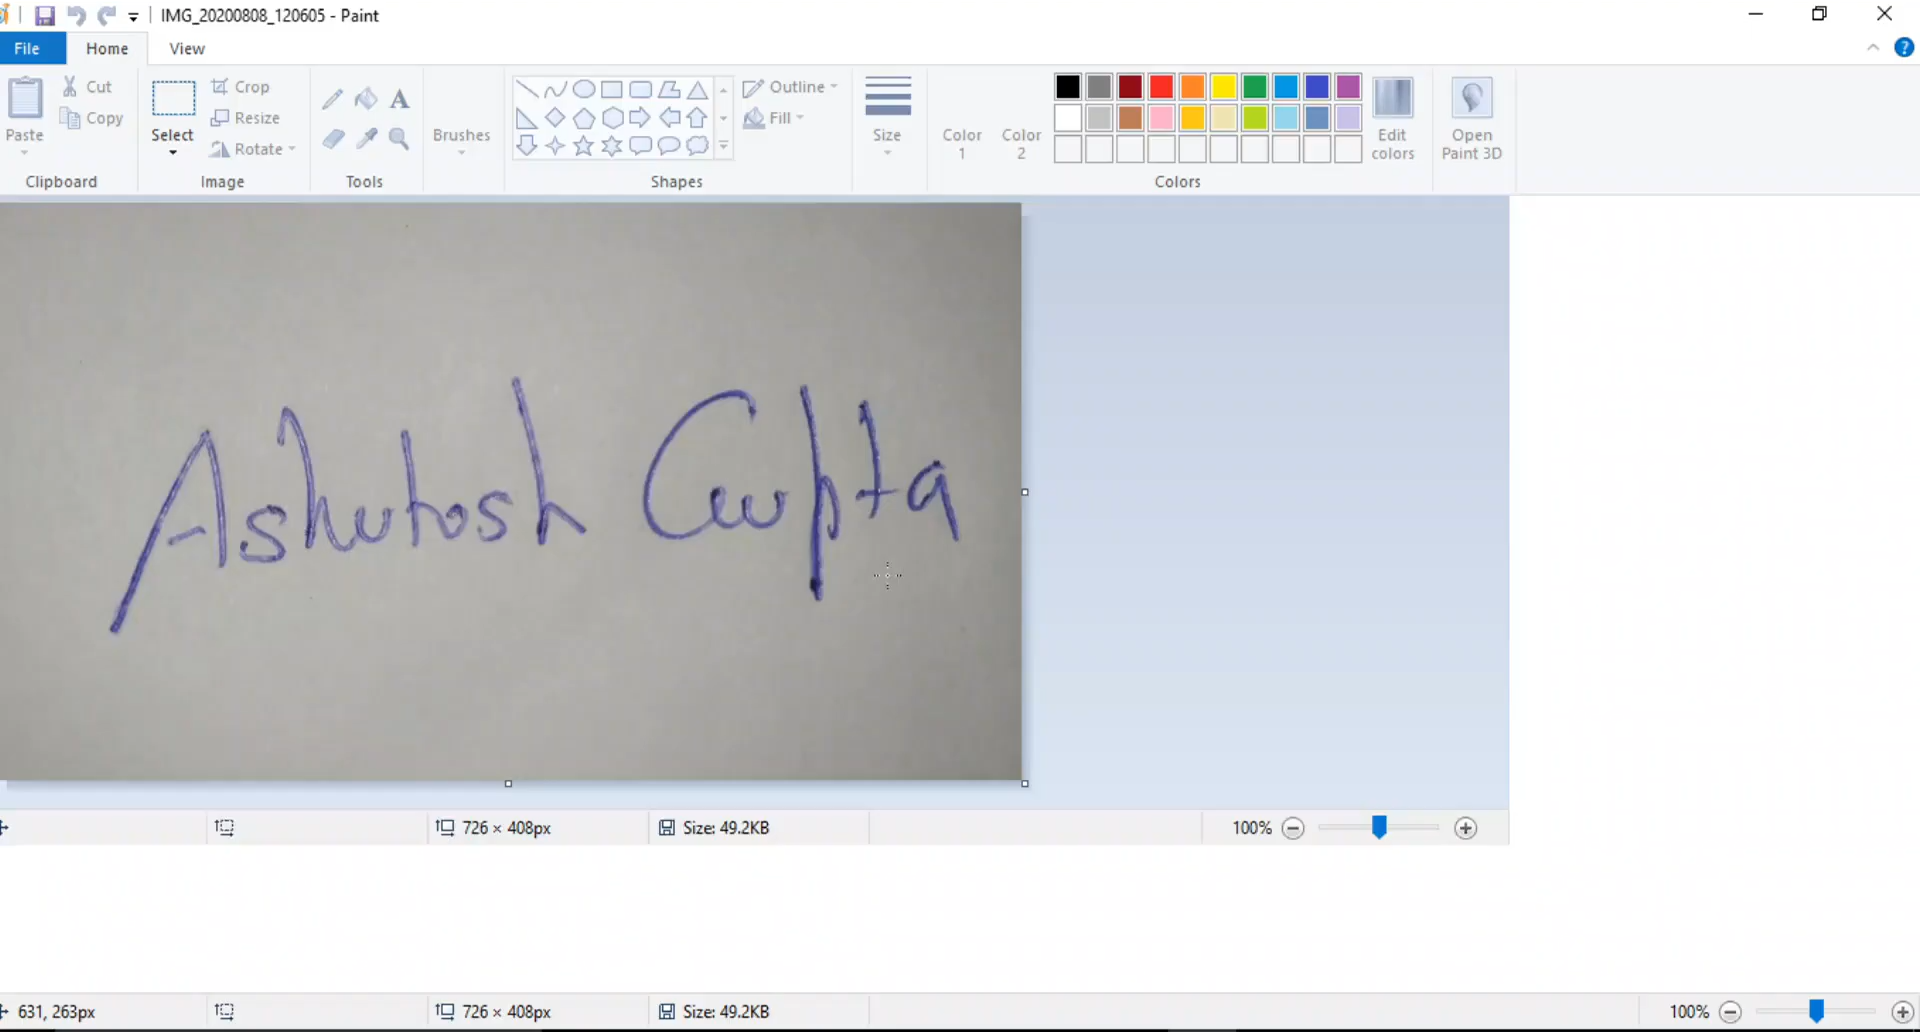 IMG_20200808_120605 - Paint
File Home View
Paste
Cut
Copy
Clipboard
Select
Crop
Resize
Rotate
Image
Tools
Brushes
Outline
Fill
Shapes
Size
Color 1
Color 2
Edit colors
Colors
Open Paint 3D
Ashutosh Gupta
726 × 408px Size: 49.2KB 100%
631, 263px 726 × 408px Size: 49.2KB 100%